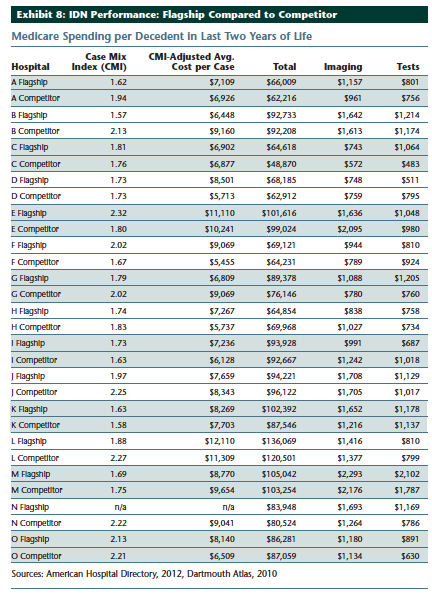 Exhibit 8: IDN Performance: Flagship Compared to Competitor
Medicare Spending per Decedent in Last Two Years of Life
Case Mix CMI-Adjusted Avg.
Hospital Index (CMI) Cost per Case Total Imaging Tests
A Flagship 1.62 $7,109 $66,009 $1,157 $801
A Competitor 1.94 $6,926 $62,216 $961 $756
B Flagship 1.57 $6,448 $92,733 $1,642 $1,214
B Competitor 2.13 $9,160 $92,208 $1,613 $1,174
C Flagship 1.81 $6,902 $64,618 $743 $1,064
C Competitor 1.76 $6,877 $48,870 $572 $483
D Flagship 1.73 $8,501 $68,185 $748 $511
D Competitor 1.73 $5,713 $62,912 $759 $795
E Flagship 2.32 $11,110 $101,616 $1,636 $1,048
E Competitor 1.80 $10,241 $99,024 $2,095 $980
F Flagship 2.02 $9,069 $69,121 $944 $810
F Competitor 1.67 $5,455 $64,231 $789 $924
G Flagship 1.79 $6,809 $89,378 $1,088 $1,205
G Competitor 2.02 $9,069 $76,146 $780 $760
H Flagship 1.74 $7,267 $64,854 $838 $758
H Competitor 1.83 $5,737 $69,968 $1,027 $734
I Flagship 1.73 $7,236 $93,928 $991 $687
I Competitor 1.63 $6,128 $92,667 $1,242 $1,018
J Flagship 1.97 $7,659 $94,221 $1,708 $1,129
J Competitor 2.25 $8,343 $96,122 $1,705 $1,017
K Flagship 1.63 $8,269 $102,392 $1,652 $1,178
K Competitor 1.58 $7,703 $87,546 $1,216 $1,137
L Flagship 1.88 $12,110 $136,069 $1,416 $810
L Competitor 2.27 $11,309 $120,501 $1,377 $799
M Flagship 1.69 $8,770 $105,042 $2,293 $2,102
M Competitor 1.75 $9,654 $103,254 $2,176 $1,787
N Flagship n/a n/a $83,948 $1,693 $1,169
N Competitor 2.22 $9,041 $80,524 $1,264 $786
O Flagship 2.13 $8,140 $86,281 $1,180 $891
O Competitor 2.21 $6,509 $87,059 $1,134 $630
Sources: American Hospital Directory, 2012, Dartmouth Atlas, 2010